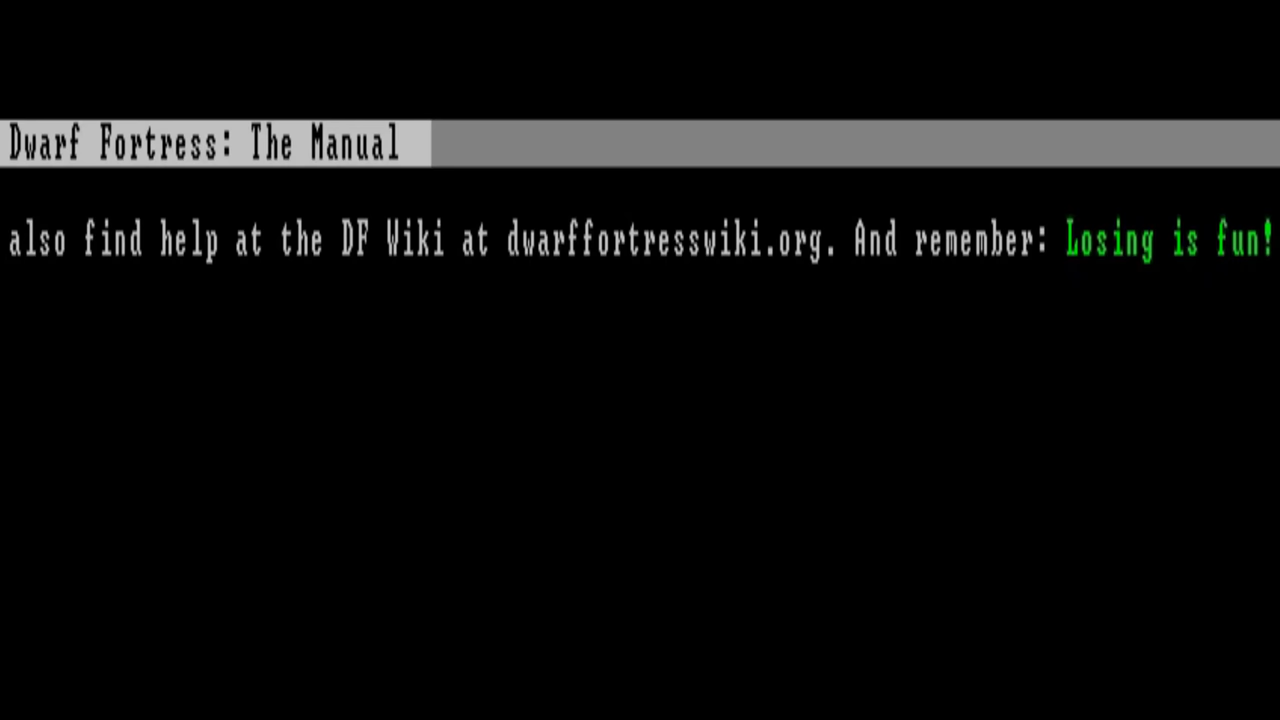 Dwarf Fortress: The Manual
also find help at the DF Wiki at dwarffortresswiki.org. And remember: Losing is fun!